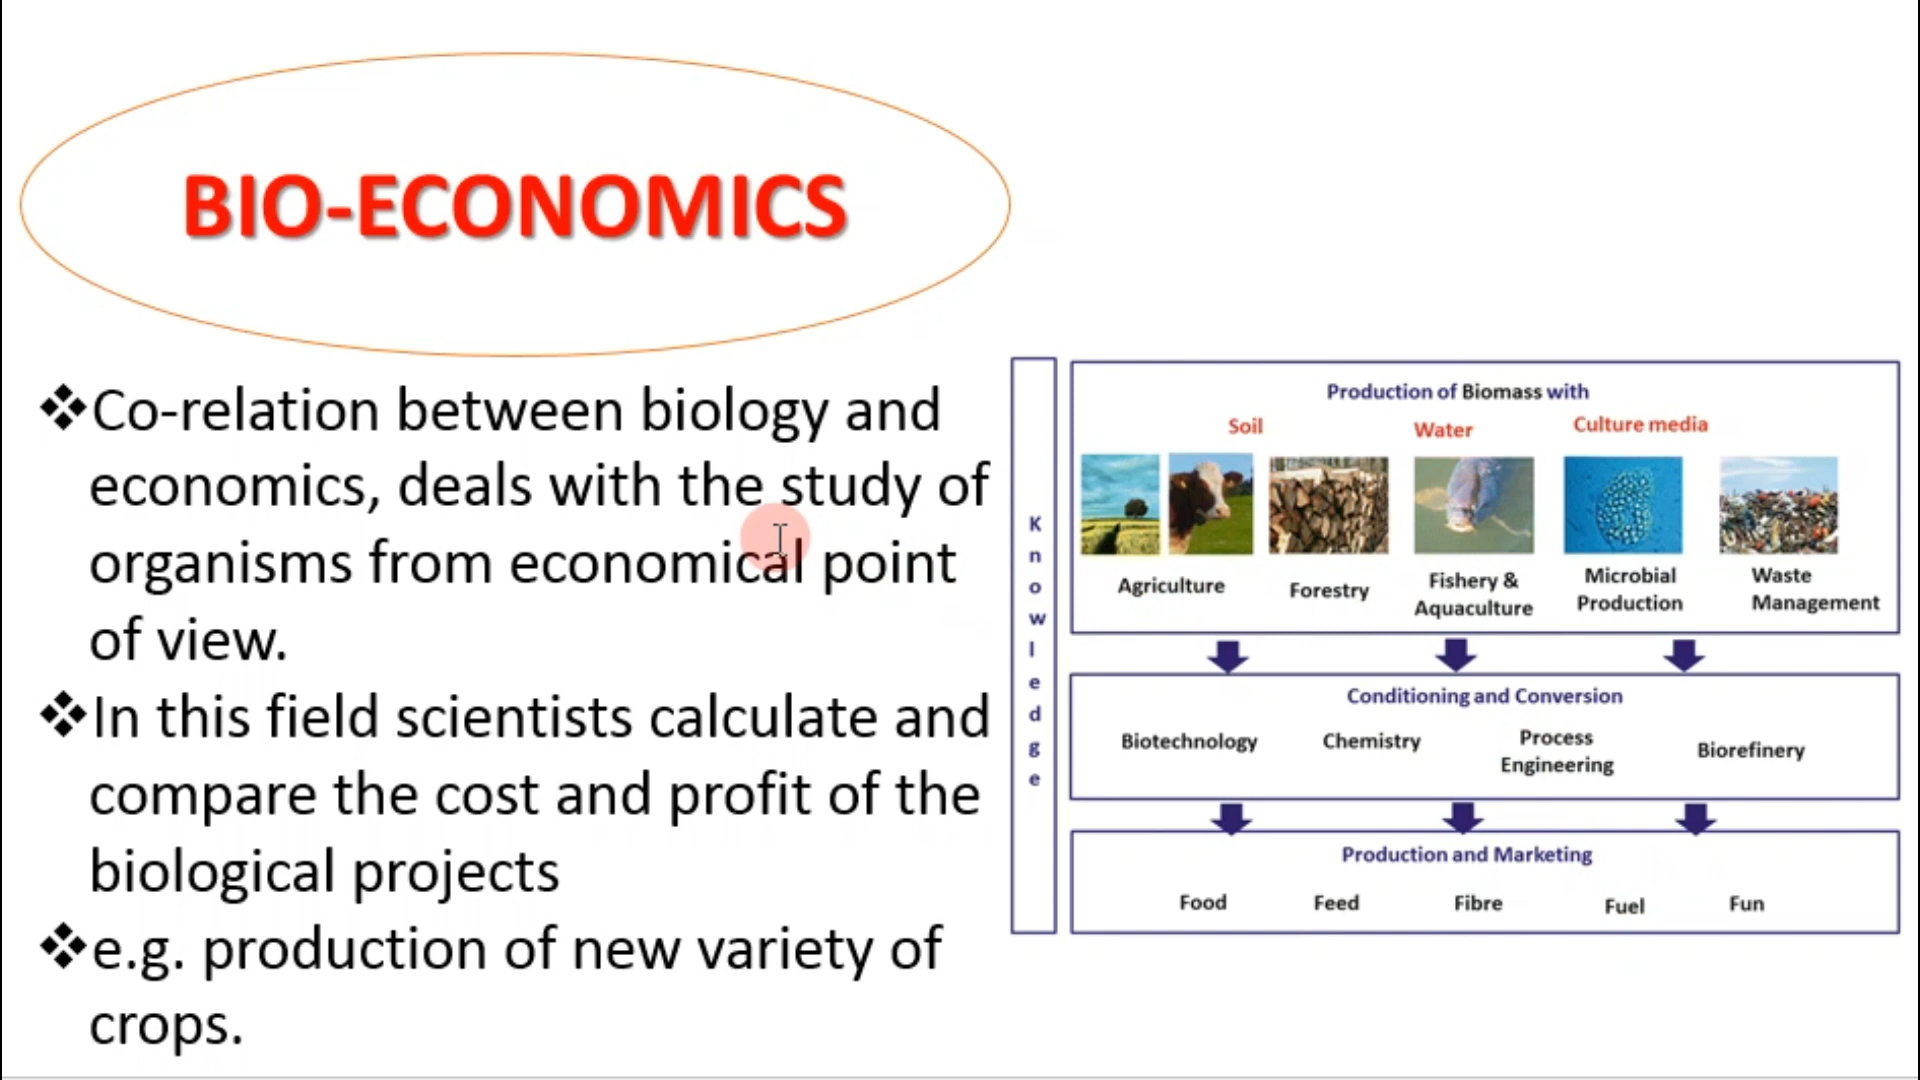 BIO-ECONOMICS
❖Co-relation between biology and
economics, deals with the study of
organisms from economical point
of view.
❖In this field scientists calculate and
compare the cost and profit of the
biological projects
❖e.g. production of new variety of
crops.
Knowledge
Production of Biomass with
Soil Water Culture media
Agriculture Forestry Fishery & Aquaculture Microbial Production Waste Management
Conditioning and Conversion
Biotechnology Chemistry Process Engineering Biorefinery
Production and Marketing
Food Feed Fibre Fuel Fun